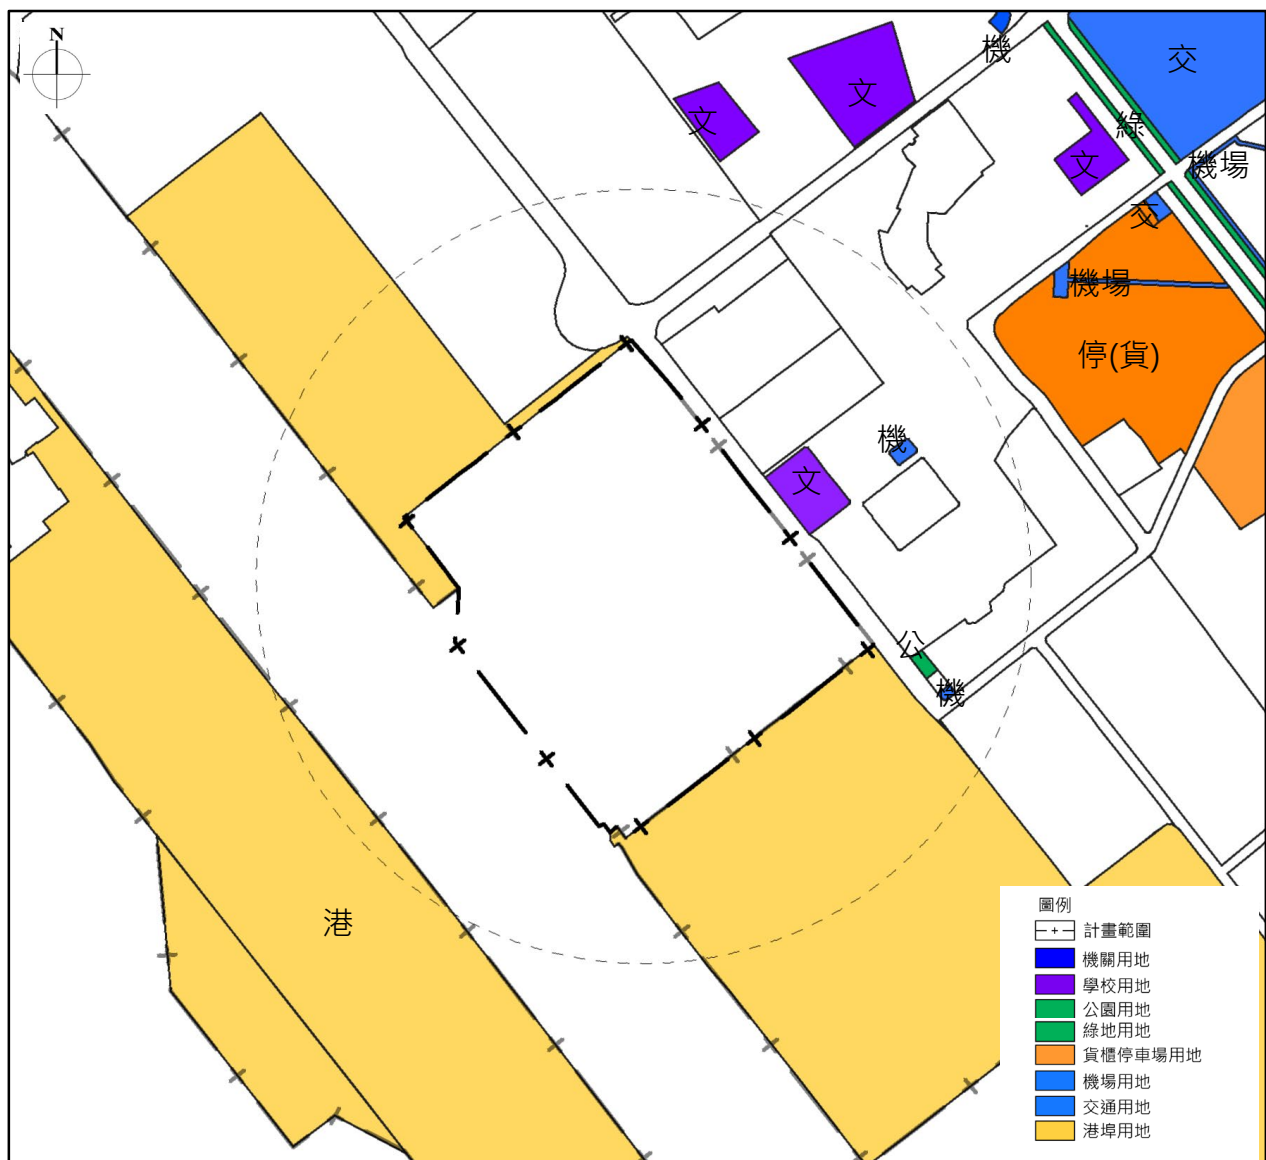 N
機
交
文
文
綠
文
機場
交
機場
停(貨)
機
文
公
機
港
圖例
計畫範圍
機關用地
學校用地
公園用地
綠地用地
貨櫃停車場用地
機場用地
交通用地
港埠用地